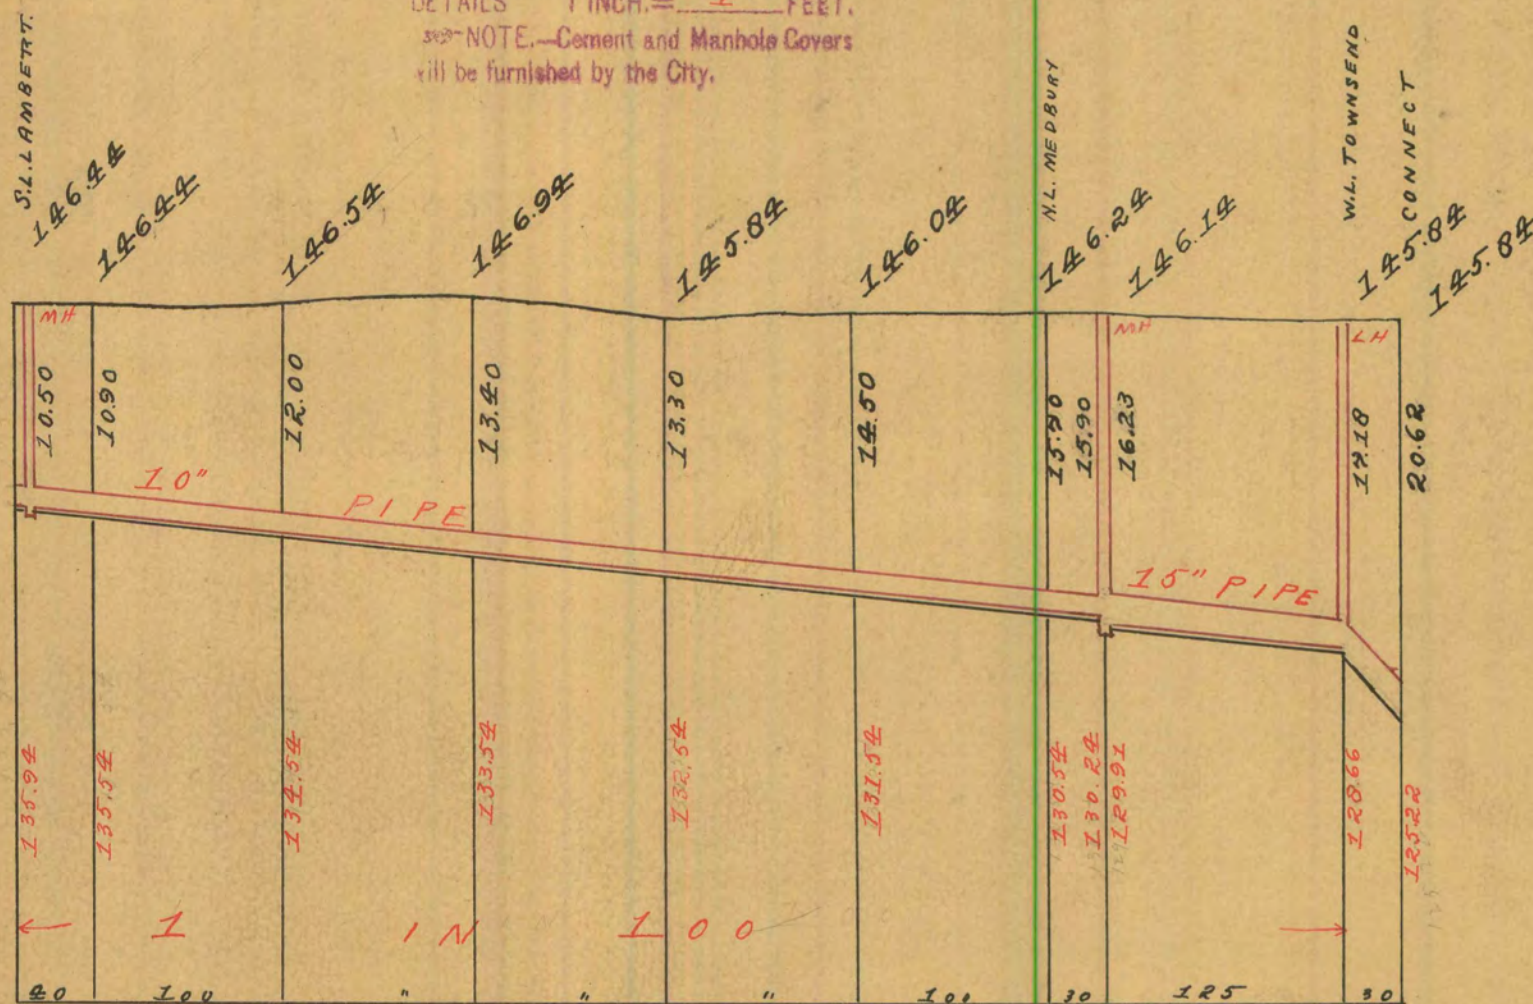 DETAILS 1 INCH.= 1 FEET.
NOTE.—Cement and Manhole Covers
will be furnished by the City.
S.L. LAMBERT.
N.L. MEDBURY
W.L. TOWNSEND
CONNECT
146.44
146.44
146.54
146.94
145.84
146.04
146.24
146.14
145.84
145.84
MH
MH
LH
10.50
10.90
12.00
13.40
13.30
14.50
15.70
15.90
16.23
17.18
20.62
10" PIPE
15" PIPE
135.94
135.54
134.54
133.54
132.54
131.54
130.54
130.24
129.91
128.66
125.22
← 1 IN 100 →
40 100 " " " 100 30 125 30